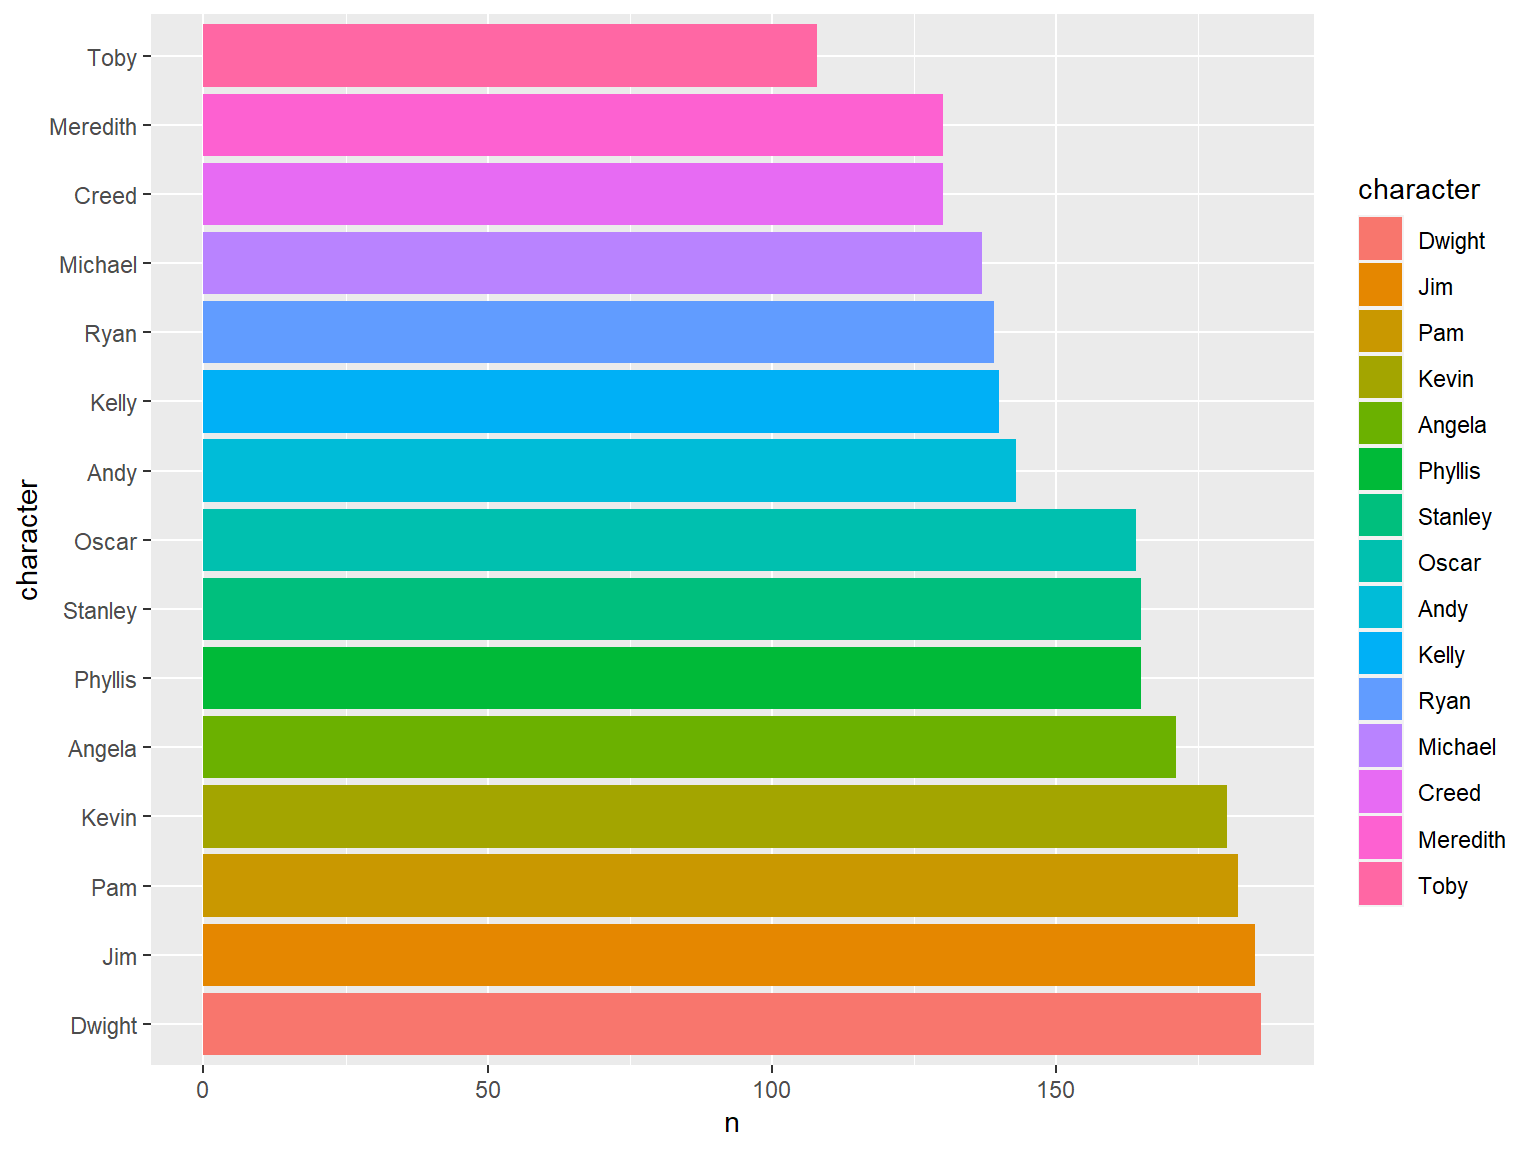 Toby
Meredith
Creed
Michael
Ryan
Kelly
Andy
Oscar
Stanley
Phyllis
Angela
Kevin
Pam
Jim
Dwight
character
0 50 100 150
n
character
Dwight
Jim
Pam
Kevin
Angela
Phyllis
Stanley
Oscar
Andy
Kelly
Ryan
Michael
Creed
Meredith
Toby